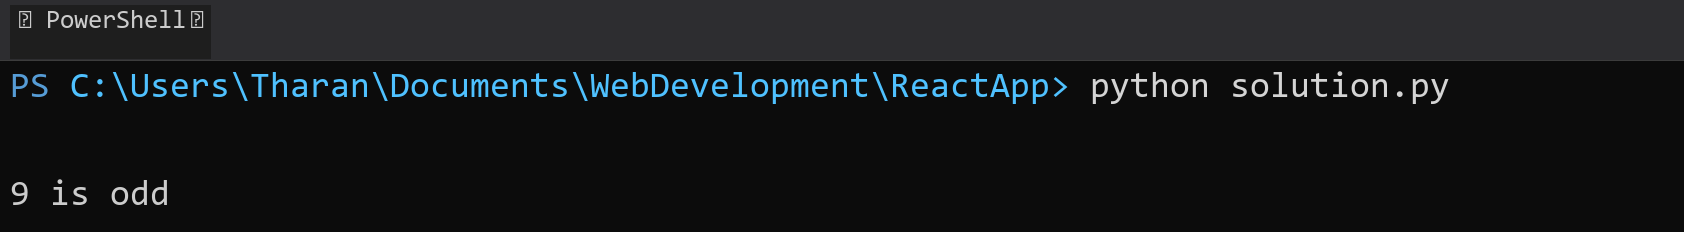 PowerShell
PS C:\Users\Tharan\Documents\WebDevelopment\ReactApp> python solution.py
9 is odd